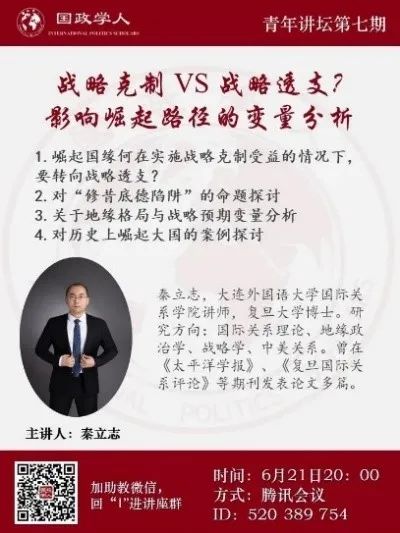 国政学人
INTERNATIONAL POLITICS SCHOLARS
青年讲坛第七期
战略克制 VS 战略透支?
影响崛起路径的变量分析
1. 崛起国缘何在实施战略克制受益的情况下,
要转向战略透支?
2. 对“修昔底德陷阱”的命题探讨
3. 关于地缘格局与战略预期变量分析
4. 对历史上崛起大国的案例探讨
秦立志,大连外国语大学国际关
系学院讲师,复旦大学博士。研
究方向:国际关系理论、地缘政
治学、战略学、中美关系。曾在
《太平洋学报》、《复旦国际关
系评论》等期刊发表论文多篇。
主讲人:秦立志
加助教微信,
回“1”进讲座群
时间:6月21日20:00
方式:腾讯会议
ID: 520 389 754